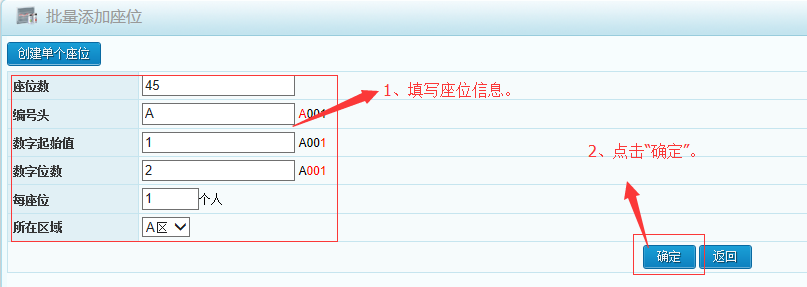 批量添加座位
创建单个座位
座位数 45
1、填写座位信息。
编号头 A A001
数字起始值 1 A001
数字位数 2 A001
2、点击“确定”。
每座位 1 个人
所在区域 A区
确定 返回